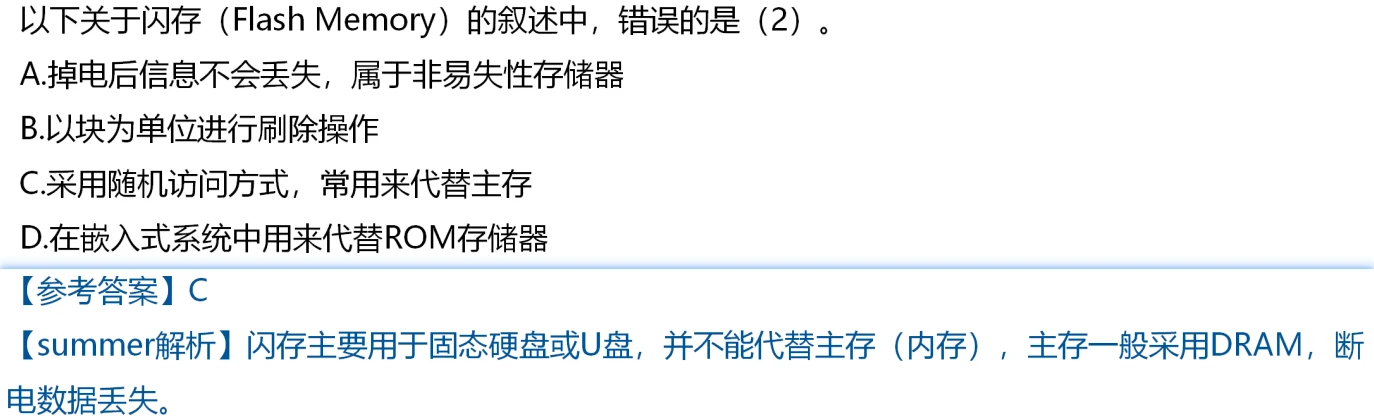 以下关于闪存（Flash Memory）的叙述中，错误的是（2）。
A.掉电后信息不会丢失，属于非易失性存储器
B.以块为单位进行刷除操作
C.采用随机访问方式，常用来代替主存
D.在嵌入式系统中用来代替ROM存储器
【参考答案】C
【summer解析】闪存主要用于固态硬盘或U盘，并不能代替主存（内存），主存一般采用DRAM，断
电数据丢失。